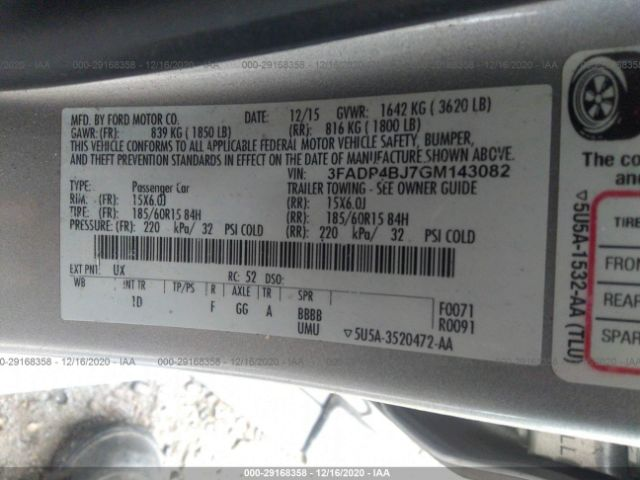 000-29168358 - 12/16/2020 - IAA
MFD. BY FORD MOTOR CO. DATE: 12/15 GVWR: 1642 KG ( 3620 LB)
GAWR: (FR): 839 KG ( 1850 LB) (RR): 816 KG ( 1800 LB)
THIS VEHICLE CONFORMS TO ALL APPLICABLE FEDERAL MOTOR VEHICLE SAFETY, BUMPER,
AND THEFT PREVENTION STANDARDS IN EFFECT ON THE DATE OF MANUFACTURE SHOWN ABOVE.
VIN: 3FADP4BJ7GM143082
TYPE: Passenger Car TRAILER TOWING - SEE OWNER GUIDE
RIM: (FR): 15X6.0J (RR): 15X6.0J
TIRE: (FR): 185/60R15 84H (RR): 185/60R15 84H
PRESSURE: (FR): 220 kPa/ 32 PSI COLD (RR): 220 kPa/ 32 PSI COLD
EXT PNT: UX RC: 52 DSO:
WB INT TR TP/PS R AXLE TR SPR
1D F GG A BBBB F0071
UMU R0091
▽5U5A-3520472-AA
The co
and
▽5U5A-1532-AA (TLU)
TIRE
FRON
REAR
SPAR
000-29168358 - 12/16/2020 - IAA